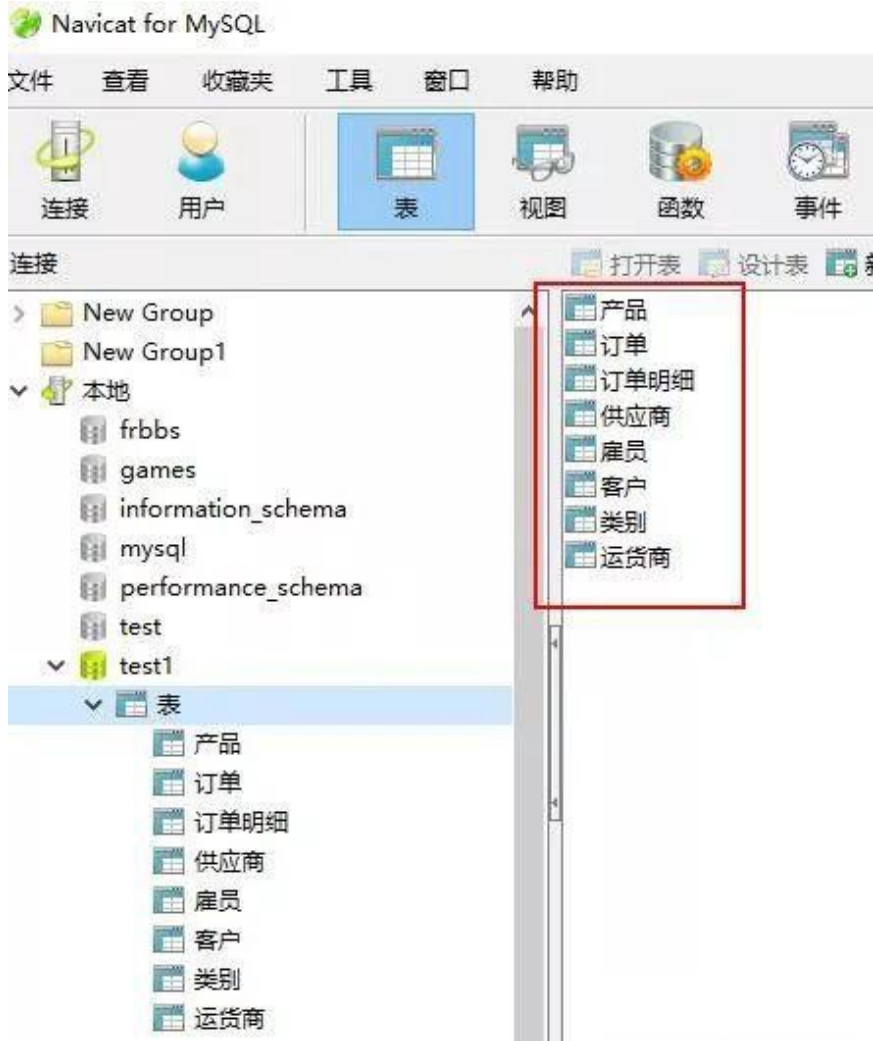 Navicat for MySQL
文件 查看 收藏夹 工具 窗口 帮助
连接 用户 表 视图 函数 事件
连接
打开表 设计表
New Group
New Group1
本地
frbbs
games
information_schema
mysql
performance_schema
test
test1
表
产品
订单
订单明细
供应商
雇员
客户
类别
运货商
产品
订单
订单明细
供应商
雇员
客户
类别
运货商